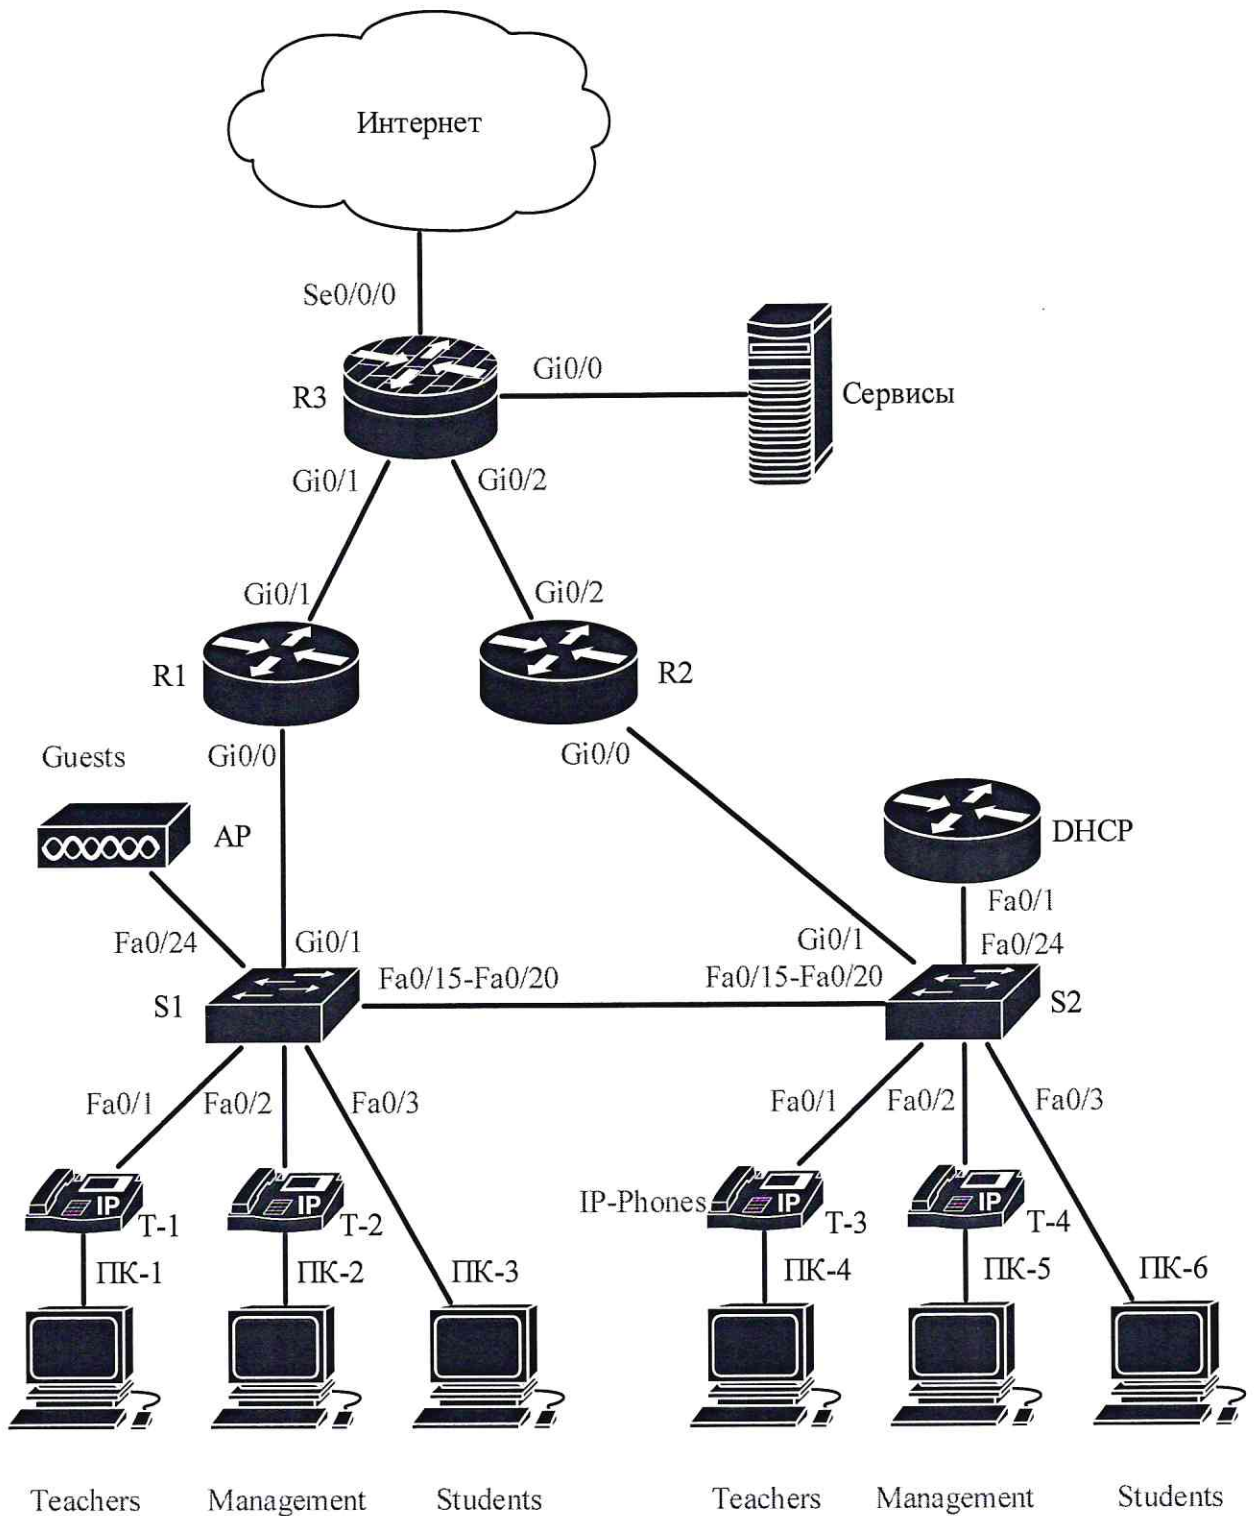 Интернет
Se0/0/0
Gi0/0
R3
Сервисы
Gi0/1
Gi0/2
Gi0/1
Gi0/2
R1
R2
Gi0/0
Gi0/0
Guests
AP
DHCP
Fa0/1
Fa0/24
Gi0/1
Gi0/1
Fa0/24
Fa0/15-Fa0/20
Fa0/15-Fa0/20
S1
S2
Fa0/1
Fa0/2
Fa0/3
Fa0/1
Fa0/2
Fa0/3
IP
IP
IP-Phones
IP
IP
T-1
T-2
T-3
T-4
ПК-1
ПК-2
ПК-3
ПК-4
ПК-5
ПК-6
Teachers
Management
Students
Teachers
Management
Students